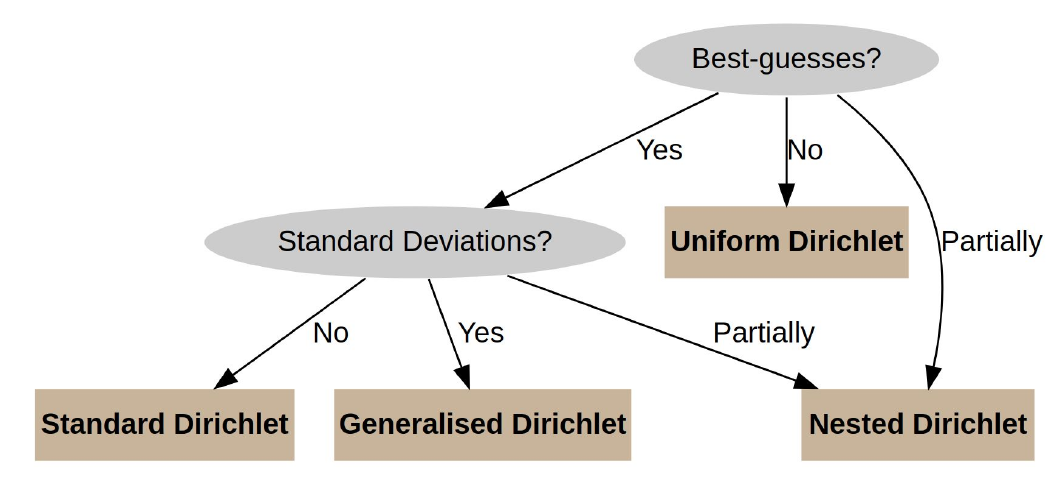 Best-guesses?
Yes
No
Standard Deviations?
Uniform Dirichlet
Partially
No
Yes
Partially
Standard Dirichlet
Generalised Dirichlet
Nested Dirichlet